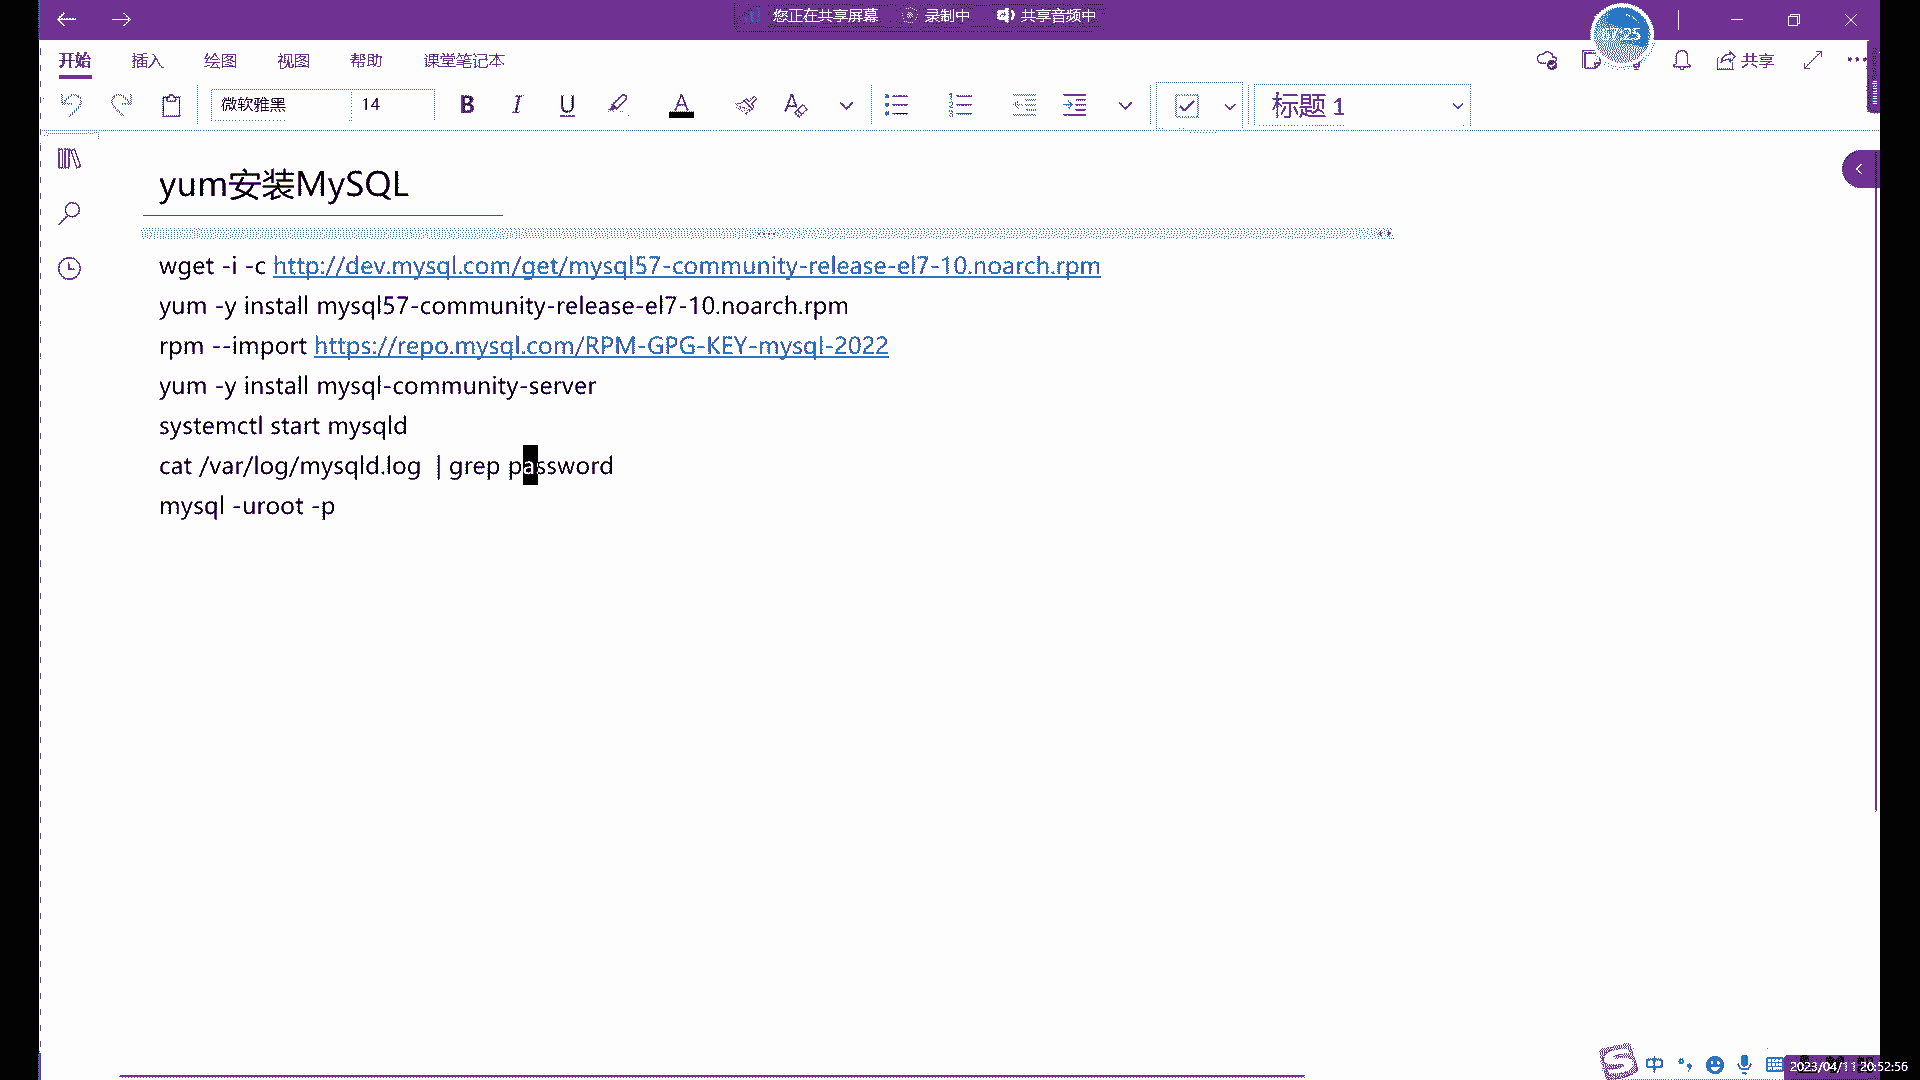 您正在共享屏幕 录制中 共享音频中
开始 插入 绘图 视图 帮助 课堂笔记本
共享
微软雅黑 14 B I U A 标题 1
yum安装MySQL
wget -i -c http://dev.mysql.com/get/mysql57-community-release-el7-10.noarch.rpm
yum -y install mysql57-community-release-el7-10.noarch.rpm
rpm --import https://repo.mysql.com/RPM-GPG-KEY-mysql-2022
yum -y install mysql-community-server
systemctl start mysqld
cat /var/log/mysqld.log | grep password
mysql -uroot -p
中
2023/04/11 20:52:56